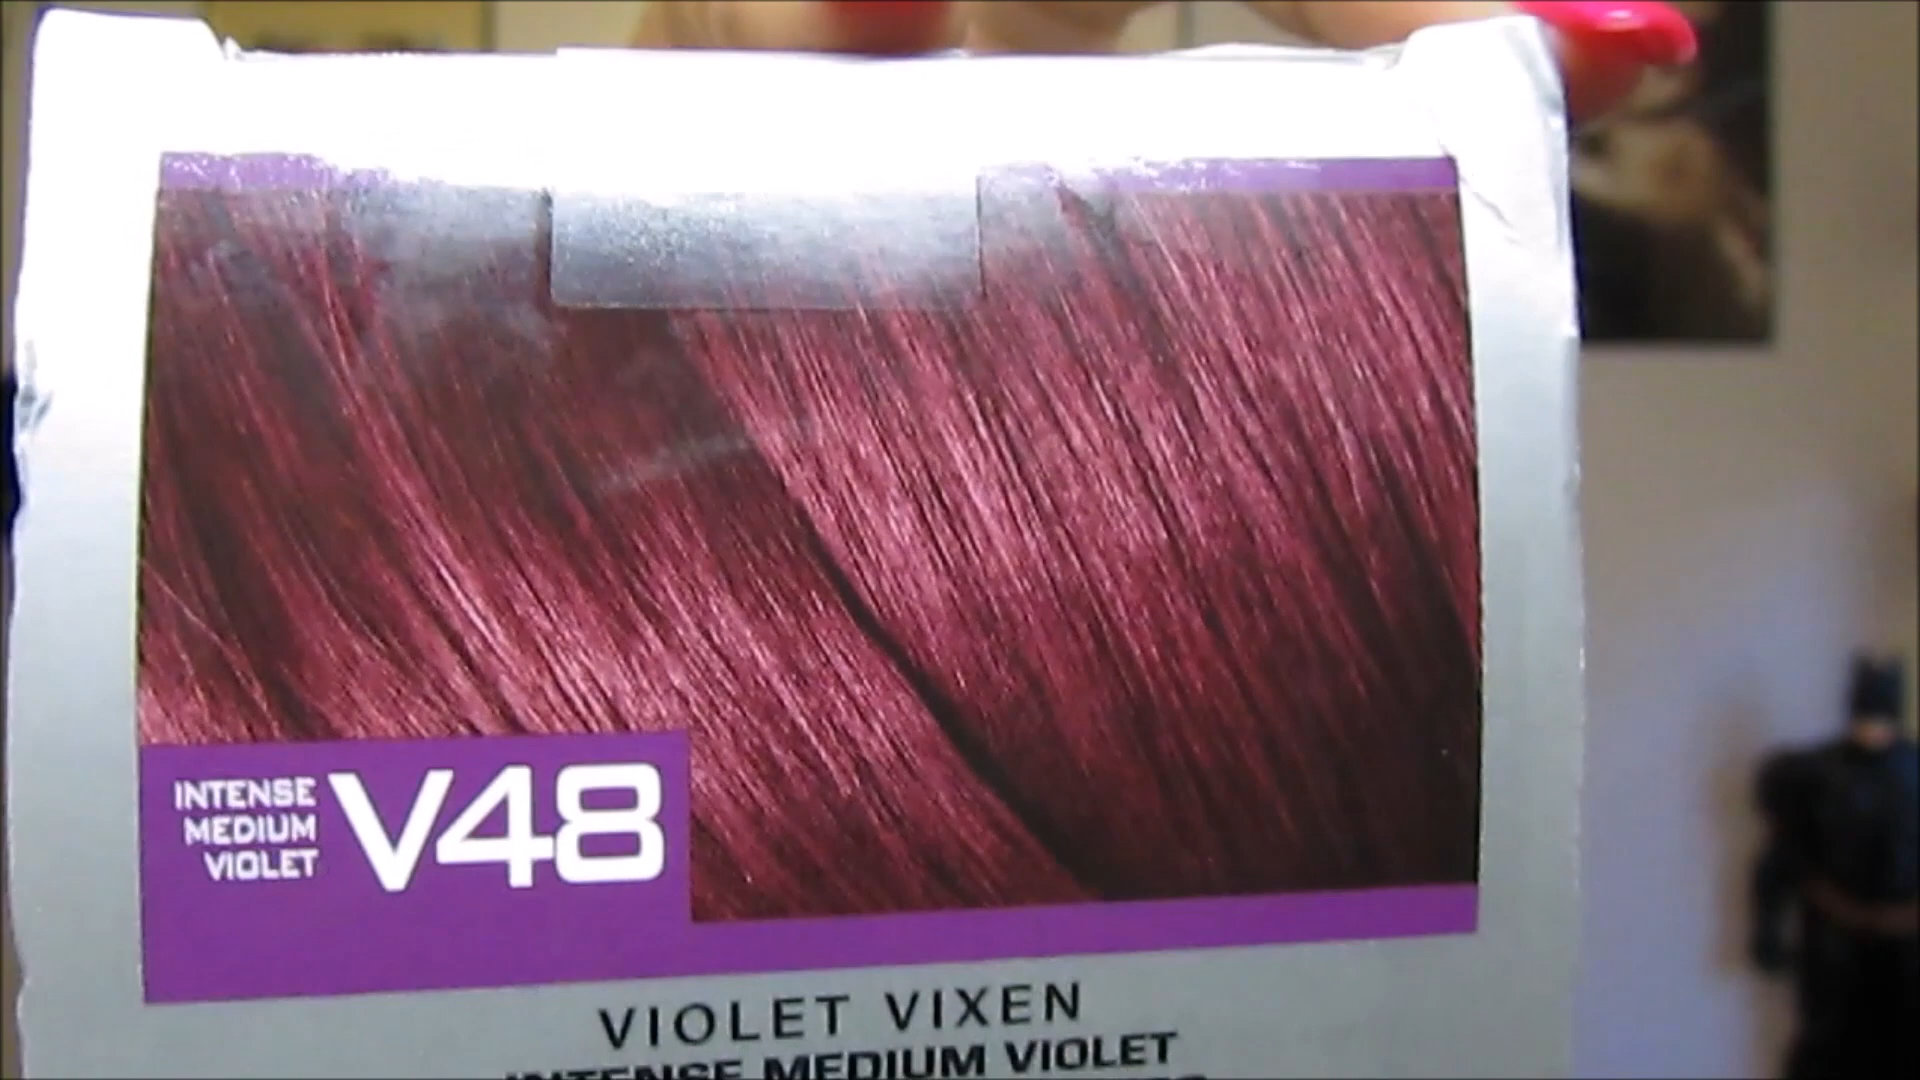 INTENSE
MEDIUM
VIOLET
V48
VIOLET VIXEN
INTENSE MEDIUM VIOLET